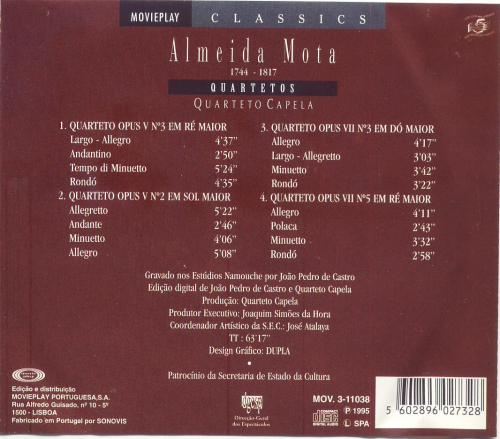 MOVIEPLAY CLASSICS
Almeida Mota
1744 - 1817
QUARTETOS
QUARTETO CAPELA
1. QUARTETO OPUS V Nº3 EM RÉ MAIOR
Largo - Allegro 4'37"
Andantino 2'50"
Tempo di Minuetto 5'24"
Rondó 4'35"
2. QUARTETO OPUS V Nº2 EM SOL MAIOR
Allegretto 5'22"
Andante 2'46"
Minuetto 4'06"
Allegro 5'08"
3. QUARTETO OPUS VII Nº3 EM DÓ MAIOR
Allegro 4'17"
Largo - Allegretto 3'03"
Minuetto 3'42"
Rondó 3'22"
4. QUARTETO OPUS VII Nº5 EM RÉ MAIOR
Allegro 4'11"
Polaca 2'43"
Minuetto 3'32"
Rondó 2'58"
Gravado nos Estúdios Namouche por João Pedro de Castro
Edição digital de João Pedro de Castro e Quarteto Capela
Produção: Quarteto Capela
Produtor Executivo: Joaquim Simões da Hora
Coordenador Artístico da S.E.C.: José Atalaya
TT : 63'17"
Design Gráfico: DUPLA
Patrocínio da Secretaria de Estado da Cultura
Edição e distribuição
MOVIEPLAY PORTUGUESA,S.A.
Rua Alfredo Guisado, nº 10 - 5º
1500 - LISBOA
Fabricado em Portugal por SONOVIS
Direcção-Geral
dos Espectáculos
MOV. 3-11038
COMPACT
disc
DIGITAL AUDIO
Ⓟ 1995
Ⓛ SPA
5 602896 027328